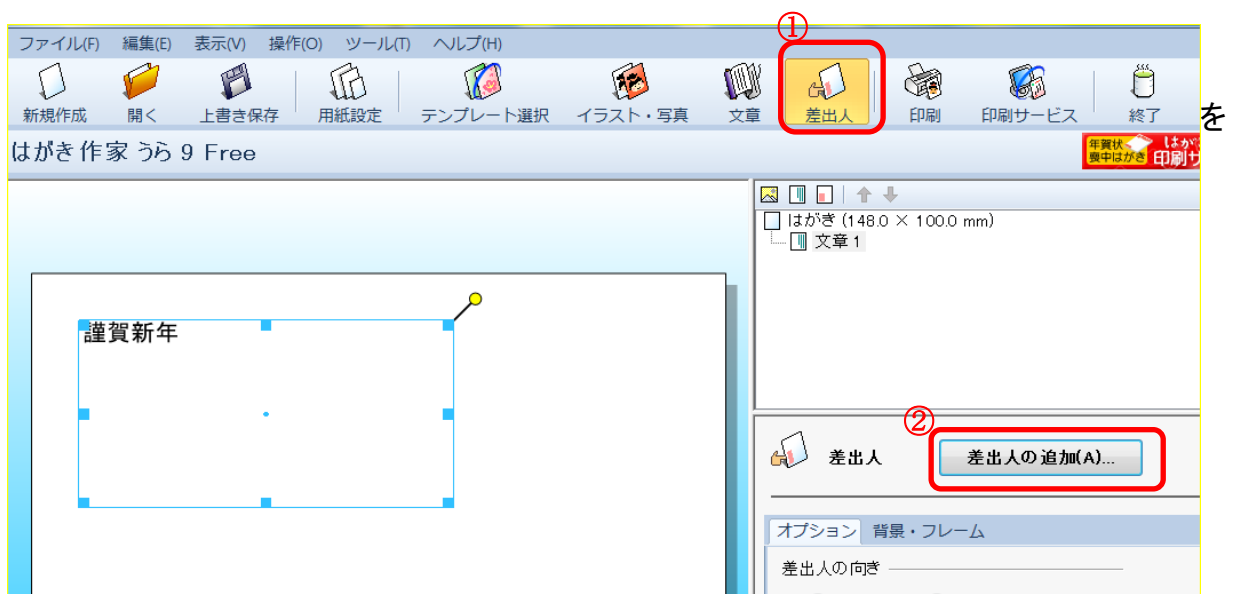 ①
ファイル(F) 編集(E) 表示(V) 操作(O) ツール(T) ヘルプ(H)
新規作成 開く 上書き保存 用紙設定 テンプレート選択 イラスト・写真 文章 差出人 印刷 印刷サービス 終了 を
はがき作家 うら 9 Free
年賀状 はが
喪中はがき 印刷サ
はがき (148.0 × 100.0 mm)
文章 1
謹賀新年
②
差出人 差出人の追加(A)...
オプション 背景・フレーム
差出人の向き